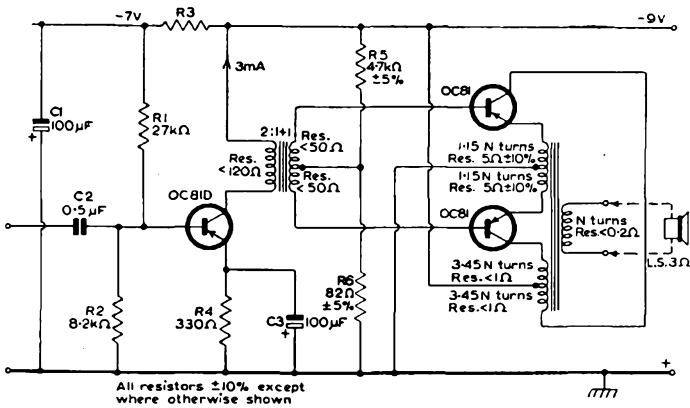 -7V
R3
-9V
3mA
R5
4.7kΩ
±5%
OC81
C1
+
100μF
R1
27kΩ
2:1+1
Res.
<50Ω
Res.
<120Ω
Res.
<50Ω
1·15 N turns
Res. 5Ω±10%
1·15N turns
Res. 5Ω±10%
C2
0·5μF
OC81D
OC81
N turns
Res.<0·2Ω
L.S.3Ω
3·45 N turns
Res.<1Ω
3·45 N turns
Res.<1Ω
R2
8·2kΩ
R4
330Ω
C3
+
100μF
R6
82Ω
±5%
+
All resistors ±10% except
where otherwise shown